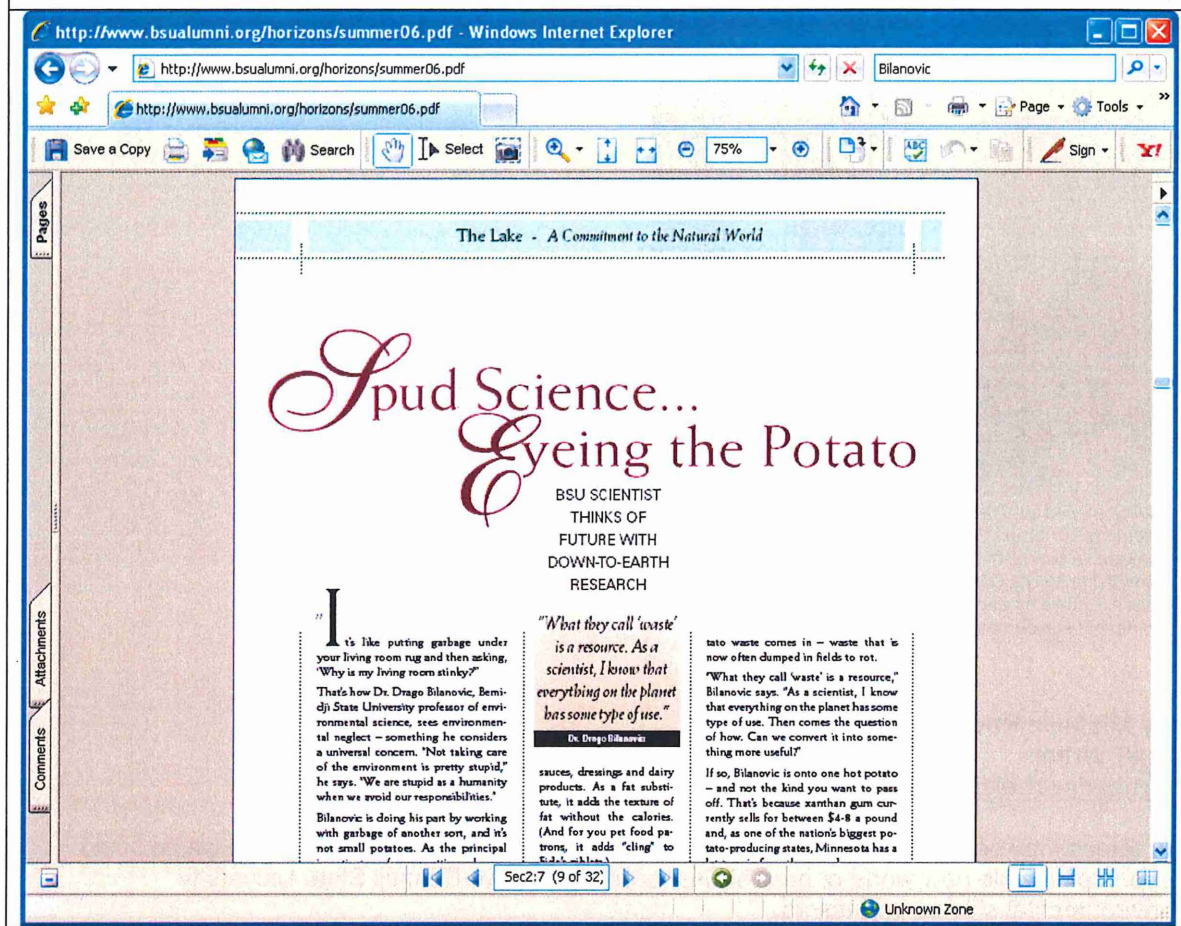 http://www.bsualumni.org/horizons/summer06.pdf - Windows Internet Explorer
http://www.bsualumni.org/horizons/summer06.pdf
Bilanovic
http://www.bsualumni.org/horizons/summer06.pdf
Page
Tools
Save a Copy
Search
Select
75%
Sign
Y!
Pages
Attachments
Comments
The Lake - A Commitment to the Natural World
Spud Science...
Eyeing the Potato
BSU SCIENTIST
THINKS OF
FUTURE WITH
DOWN-TO-EARTH
RESEARCH
"It's like putting garbage under
your living room rug and then asking,
'Why is my living room stinky?'"
That's how Dr. Drago Bilanovic, Bemi-
dji State University professor of envi-
ronmental science, sees environmen-
tal neglect – something he considers
a universal concern. "Not taking care
of the environment is pretty stupid,"
he says. "We are stupid as a humanity
when we avoid our responsibilities."
Bilanovic is doing his part by working
with garbage of another sort, and it's
not small potatoes. As the principal
"What they call 'waste'
is a resource. As a
scientist, I know that
everything on the planet
has some type of use."
Dr. Drago Bilanovic
sauces, dressings and dairy
products. As a fat substi-
tute, it adds the texture of
fat without the calories.
(And for you pet food pa-
trons, it adds "cling" to
tato waste comes in – waste that is
now often dumped in fields to rot.
"What they call 'waste' is a resource,"
Bilanovic says. "As a scientist, I know
that everything on the planet has some
type of use. Then comes the question
of how. Can we convert it into some-
thing more useful?"
If so, Bilanovic is onto one hot potato
– and not the kind you want to pass
off. That's because xanthan gum cur-
rently sells for between $4-8 a pound
and, as one of the nation's biggest po-
tato-producing states, Minnesota has a
Sec2:7 (9 of 32)
Unknown Zone